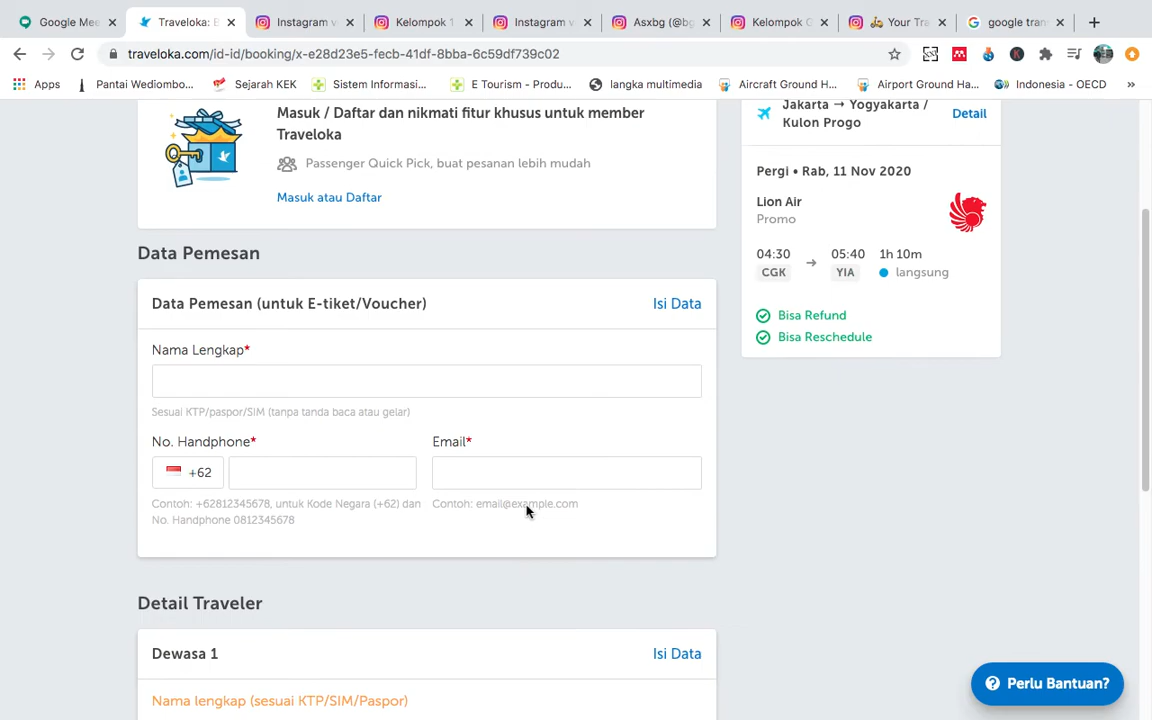 Google Mee
Traveloka: B
Instagram v
Kelompok 1
Instagram v
Asxbg (@bg
Kelompok G
Your Tra
google tran
traveloka.com/id-id/booking/x-e28d23e5-fecb-41df-8bba-6c59df739c02
Apps
Pantai Wediombo...
Sejarah KEK
Sistem Informasi...
E Tourism - Produ...
langka multimedia
Aircraft Ground H...
Airport Ground Ha...
Indonesia - OECD
»
Masuk / Daftar dan nikmati fitur khusus untuk member
Traveloka
Passenger Quick Pick, buat pesanan lebih mudah
Masuk atau Daftar
Data Pemesan
Data Pemesan (untuk E-tiket/Voucher)
Isi Data
Nama Lengkap*
Sesuai KTP/paspor/SIM (tanpa tanda baca atau gelar)
No. Handphone*
Email*
+62
Contoh: +62812345678, untuk Kode Negara (+62) dan
No. Handphone 0812345678
Contoh: email@example.com
Detail Traveler
Dewasa 1
Isi Data
Nama lengkap (sesuai KTP/SIM/Paspor)
Jakarta → Yogyakarta /
Kulon Progo
Detail
Pergi • Rab, 11 Nov 2020
Lion Air
Promo
04:30 → 05:40 1h 10m
CGK YIA langsung
Bisa Refund
Bisa Reschedule
Perlu Bantuan?